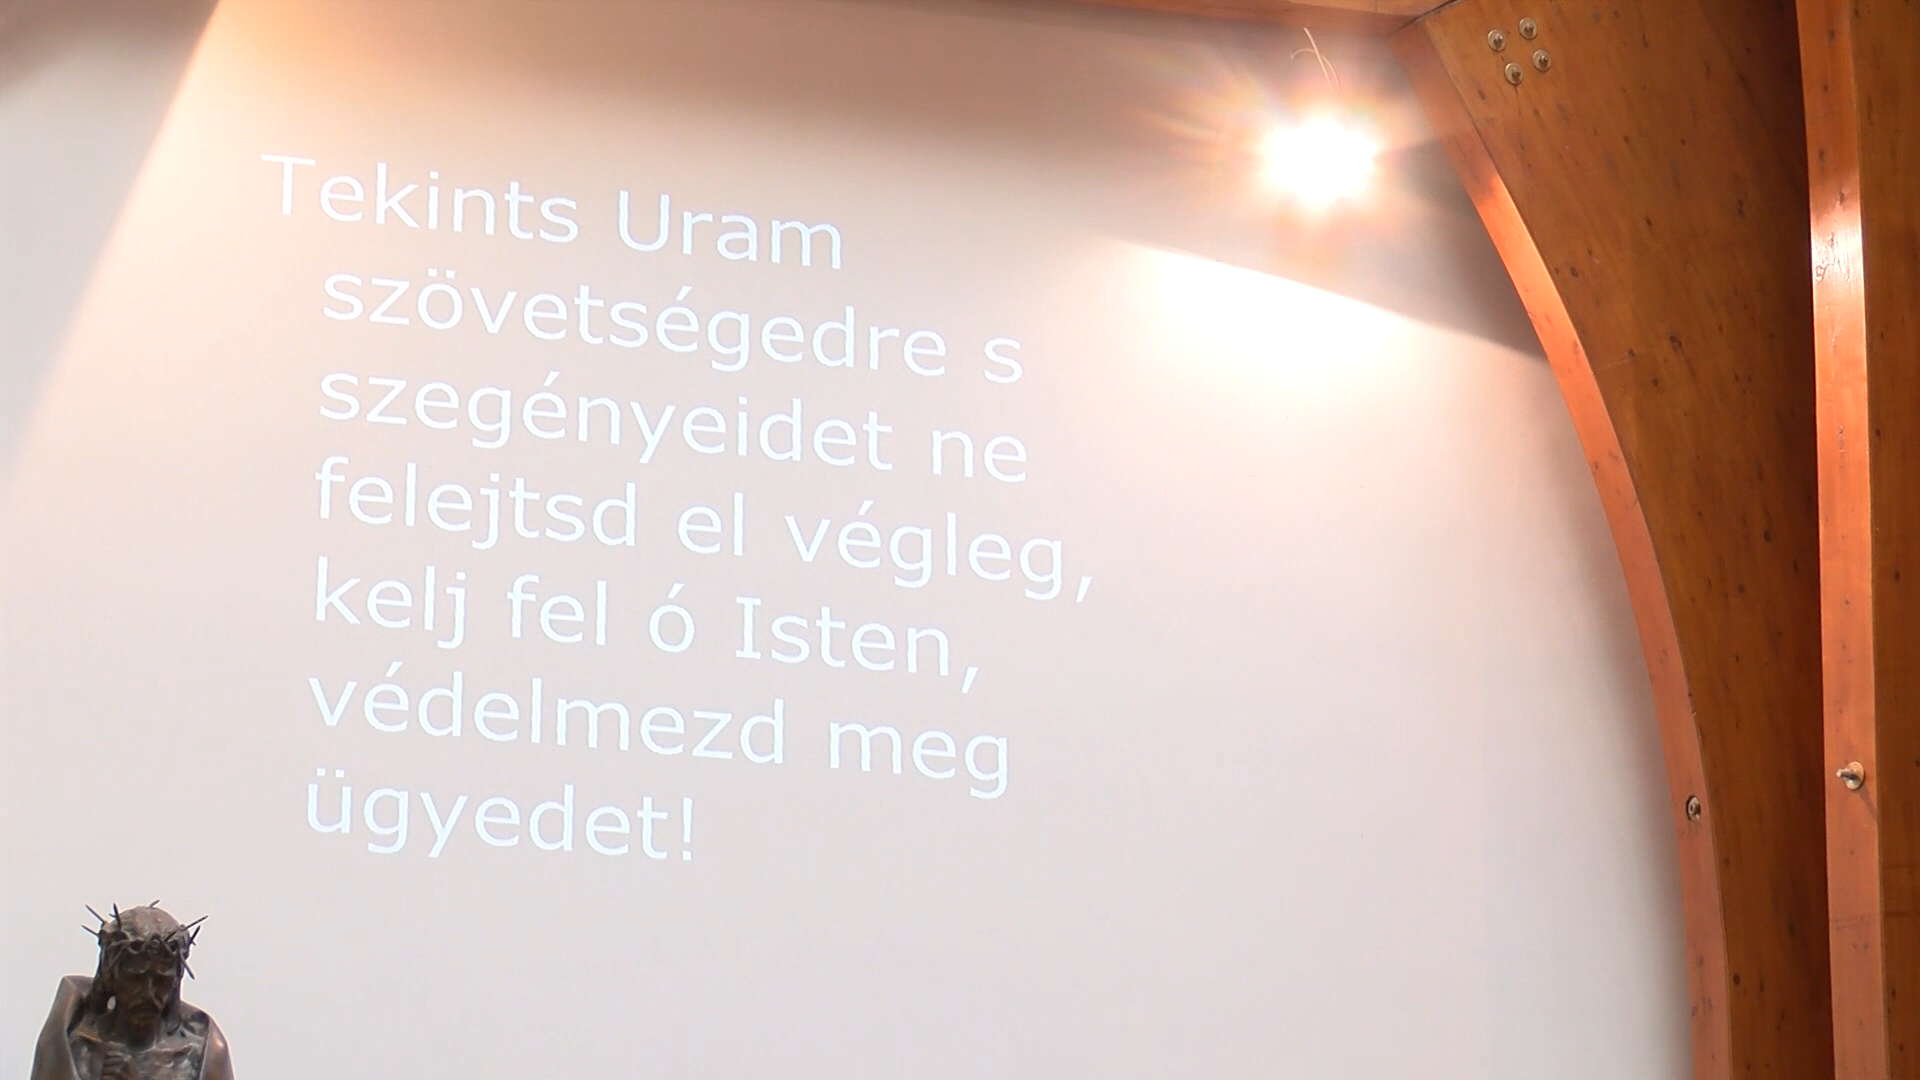 Tekints Uram
szövetségedre s
szegényeidet ne
felejtsd el végleg,
kelj fel ó Isten,
védelmezd meg
ügyedet!